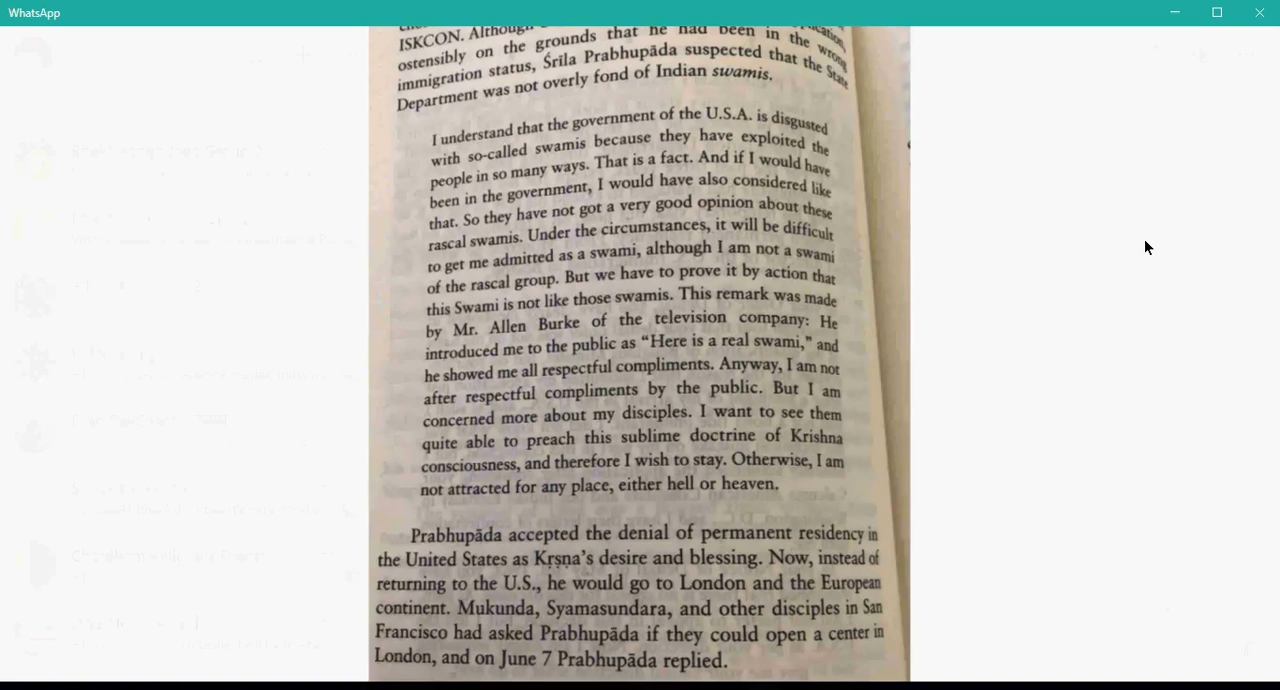 WhatsApp
ISKCON. Although
ostensibly on the grounds that he had been in the wrong
immigration status, Śrīla Prabhupāda suspected that the State
Department was not overly fond of Indian swamis.
I understand that the government of the U.S.A. is disgusted
with so-called swamis because they have exploited the
people in so many ways. That is a fact. And if I would have
been in the government, I would have also considered like
that. So they have not got a very good opinion about these
rascal swamis. Under the circumstances, it will be difficult
to get me admitted as a swami, although I am not a swami
of the rascal group. But we have to prove it by action that
this Swami is not like those swamis. This remark was made
by Mr. Allen Burke of the television company: He
introduced me to the public as “Here is a real swami,” and
he showed me all respectful compliments. Anyway, I am not
after respectful compliments by the public. But I am
concerned more about my disciples. I want to see them
quite able to preach this sublime doctrine of Krishna
consciousness, and therefore I wish to stay. Otherwise, I am
not attracted for any place, either hell or heaven.
Prabhupāda accepted the denial of permanent residency in
the United States as Kṛṣṇa’s desire and blessing. Now, instead of
returning to the U.S., he would go to London and the European
continent. Mukunda, Syamasundara, and other disciples in San
Francisco had asked Prabhupāda if they could open a center in
London, and on June 7 Prabhupāda replied.